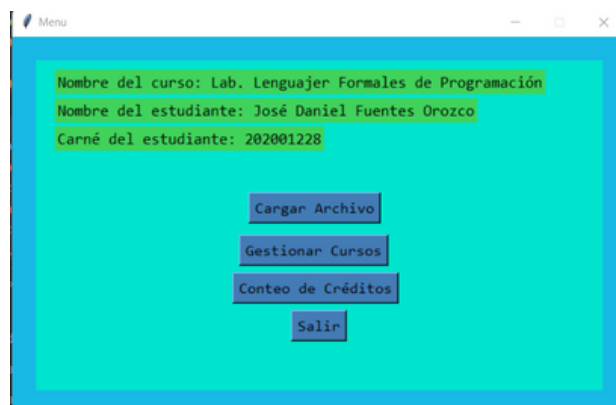 Menu
Nombre del curso: Lab. Lenguajer Formales de Programación
Nombre del estudiante: José Daniel Fuentes Orozco
Carné del estudiante: 202001228
Cargar Archivo
Gestionar Cursos
Conteo de Créditos
Salir